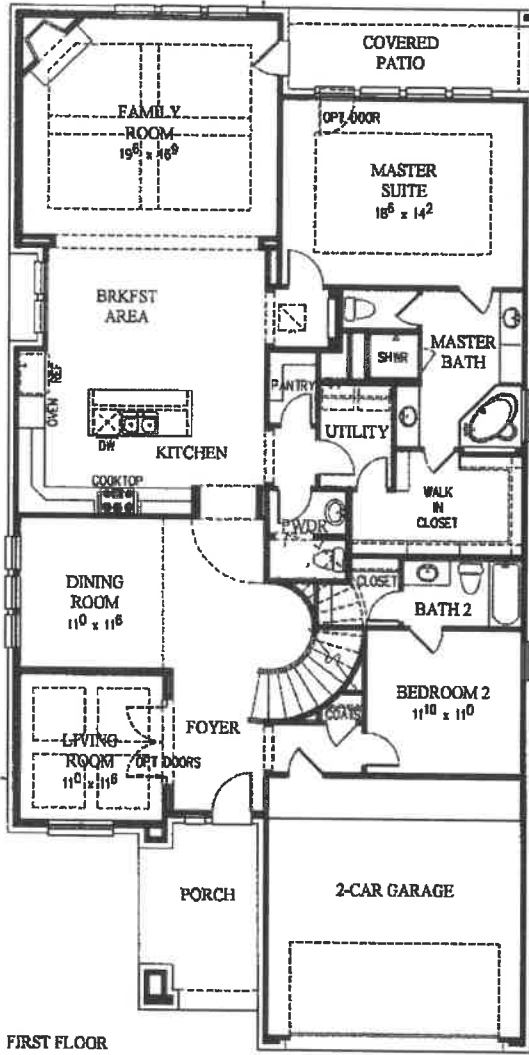 COVERED
PATIO
FAMILY
ROOM
19⁶ x 16⁹
OPT DOOR
MASTER
SUITE
18⁶ x 14²
BRKFST
AREA
MASTER
BATH
SHWR
REF
OVEN
PANTRY
UTILITY
DW
KITCHEN
COOKTOP
WALK
IN
CLOSET
PWDR
DINING
ROOM
11⁰ x 11⁶
CLOSET
BATH 2
BEDROOM 2
11¹⁰ x 11⁰
COATS
FOYER
LIVING
ROOM
11⁰ x 11⁶
OPT DOORS
PORCH
2-CAR GARAGE
FIRST FLOOR